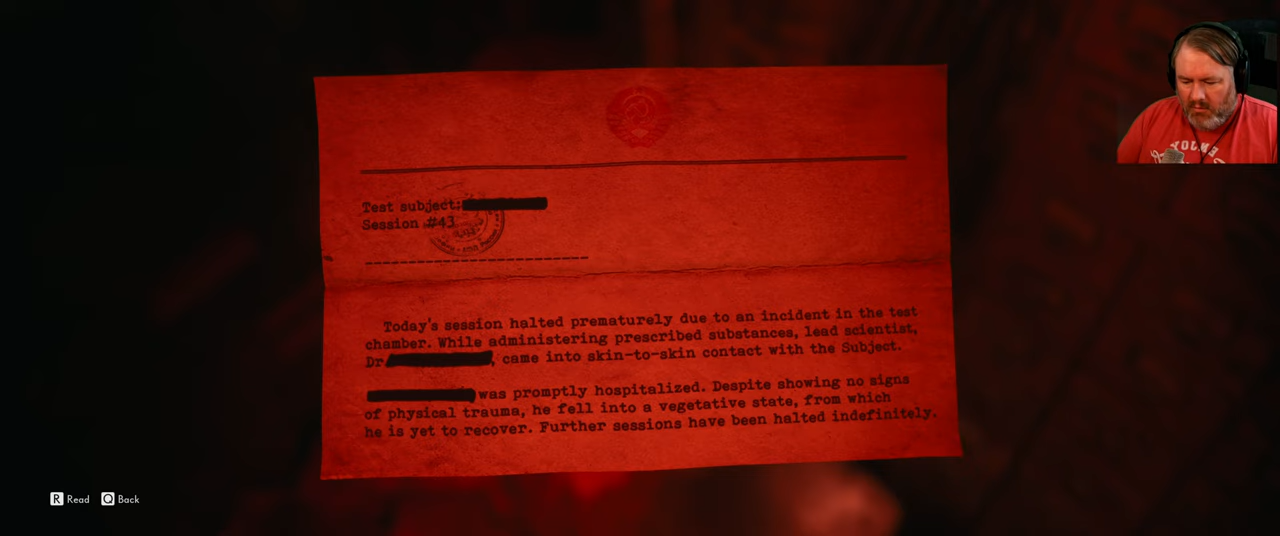 Test subject:
Session #43
Today's session halted prematurely due to an incident in the test
chamber. While administering prescribed substances, lead scientist,
Dr , came into skin-to-skin contact with the Subject.
was promptly hospitalized. Despite showing no signs
of physical trauma, he fell into a vegetative state, from which
he is yet to recover. Further sessions have been halted indefinitely.
R Read Q Back